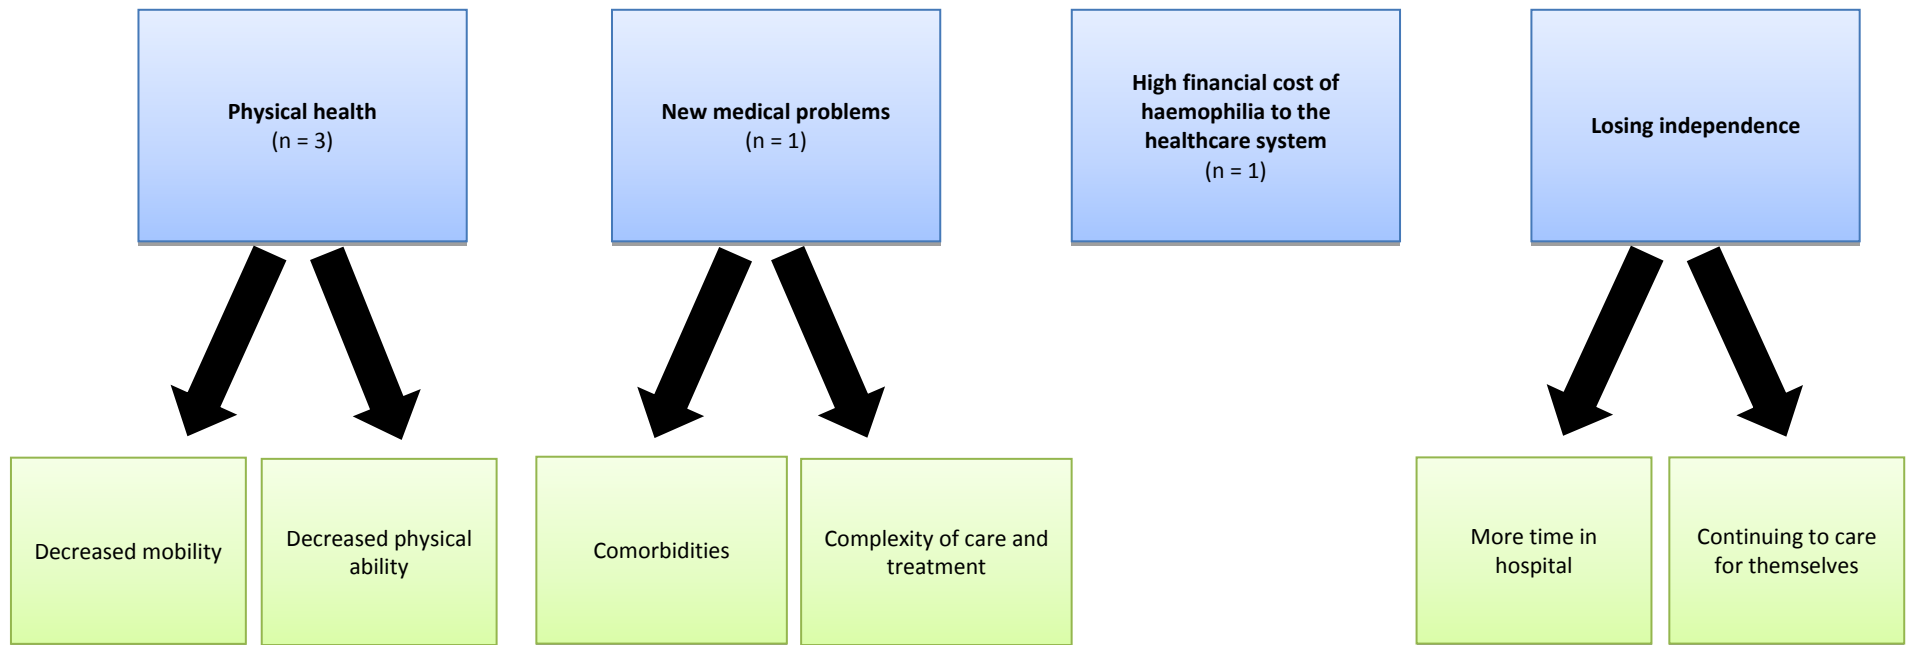 Physical health
(n = 3)
New medical problems
(n = 1)
High financial cost of
haemophilia to the
healthcare system
(n = 1)
Losing independence
Decreased mobility
Decreased physical
ability
Comorbidities
Complexity of care and
treatment
More time in
hospital
Continuing to care
for themselves